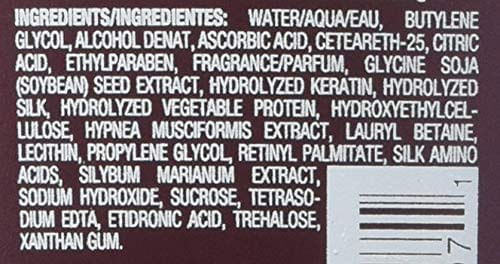 INGREDIENTS/INGREDIENTES: WATER/AQUA/EAU, BUTYLENE
GLYCOL, ALCOHOL DENAT, ASCORBIC ACID, CETEARETH-25, CITRIC
ACID, ETHYLPARABEN, FRAGRANCE/PARFUM, GLYCINE SOJA
(SOYBEAN) SEED EXTRACT, HYDROLYZED KERATIN, HYDROLYZED
SILK, HYDROLYZED VEGETABLE PROTEIN, HYDROXYETHYLCEL-
LULOSE, HYPNEA MUSCIFORMIS EXTRACT, LAURYL BETAINE,
LECITHIN, PROPYLENE GLYCOL, RETINYL PALMITATE, SILK AMINO
ACIDS, SILYBUM MARIANUM EXTRACT,
SODIUM HYDROXIDE, SUCROSE, TETRASO-
DIUM EDTA, ETIDRONIC ACID, TREHALOSE,
XANTHAN GUM.
1
7